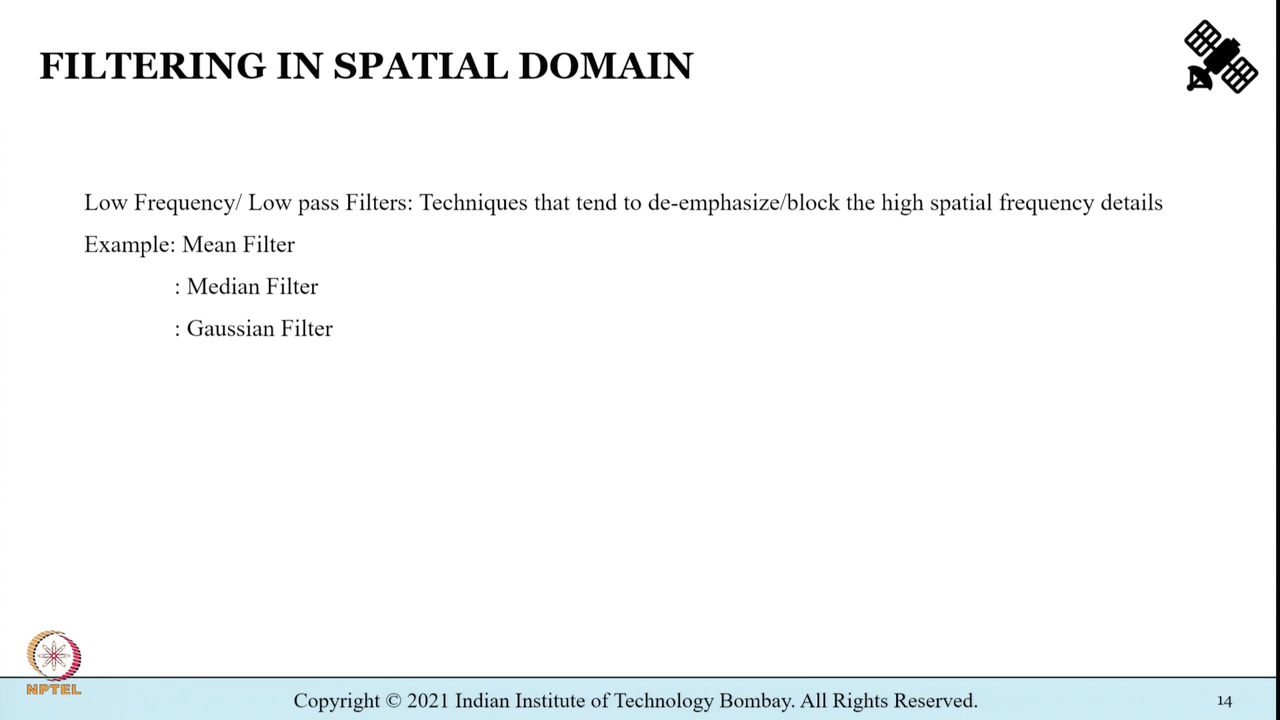 FILTERING IN SPATIAL DOMAIN
Low Frequency/ Low pass Filters: Techniques that tend to de-emphasize/block the high spatial frequency details
Example: Mean Filter
: Median Filter
: Gaussian Filter
NPTEL
Copyright © 2021 Indian Institute of Technology Bombay. All Rights Reserved.
14